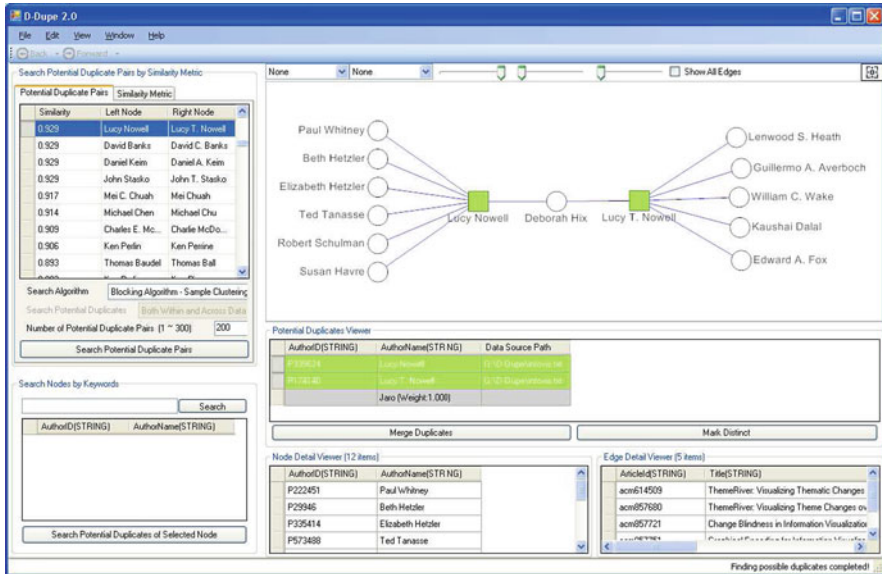 D-Dupe 2.0
File Edit View Window Help
Back Forward
Search Potential Duplicate Pairs by Similarity Metric
Potential Duplicate Pairs Similarity Metric
Similarity Left Node Right Node
0.929 Lucy Nowell Lucy T. Nowell
0.929 David Banks David C. Banks
0.929 Daniel Keim Daniel A. Keim
0.929 John Stasko John T. Stasko
0.917 Mei C. Chuah Mei Chuah
0.914 Michael Chen Michael Chu
0.909 Charles E. Mc... Charlie McDo...
0.906 Ken Perlin Ken Perrine
0.893 Thomas Baudel Thomas Ball
Search Algorithm Blocking Algorithm - Sample Clustering
Search Potential Duplicates Both Within and Across Data
Number of Potential Duplicate Pairs (1 ~ 300): 200
Search Potential Duplicate Pairs
Search Nodes by Keywords
Search
AuthorID(STRING) AuthorName(STRING)
Search Potential Duplicates of Selected Node
None None Show All Edges
Paul Whitney
Beth Hetzler
Elizabeth Hetzler
Ted Tanasse
Robert Schulman
Susan Havre
Lucy Nowell Deborah Hix Lucy T. Nowell
Lenwood S. Heath
Guillermo A. Averboch
William C. Wake
Kaushai Dalal
Edward A. Fox
Potential Duplicates Viewer
AuthorID(STRING) AuthorName(STRING) Data Source Path
Lucy Nowell
Lucy T. Nowell
Jaro (Weight:1.000)
Merge Duplicates Mark Distinct
Node Detail Viewer (12 items)
AuthorID(STRING) AuthorName(STRING)
P222451 Paul Whitney
P29946 Beth Hetzler
P335414 Elizabeth Hetzler
P573488 Ted Tanasse
Edge Detail Viewer (5 items)
ArticleId(STRING) Title(STRING)
acm614509 ThemeRiver: Visualizing Thematic Changes
acm857680 ThemeRiver: Visualizing Theme Changes ov
acm857721 Change Blindness in Information Visualization
Finding possible duplicates completed!